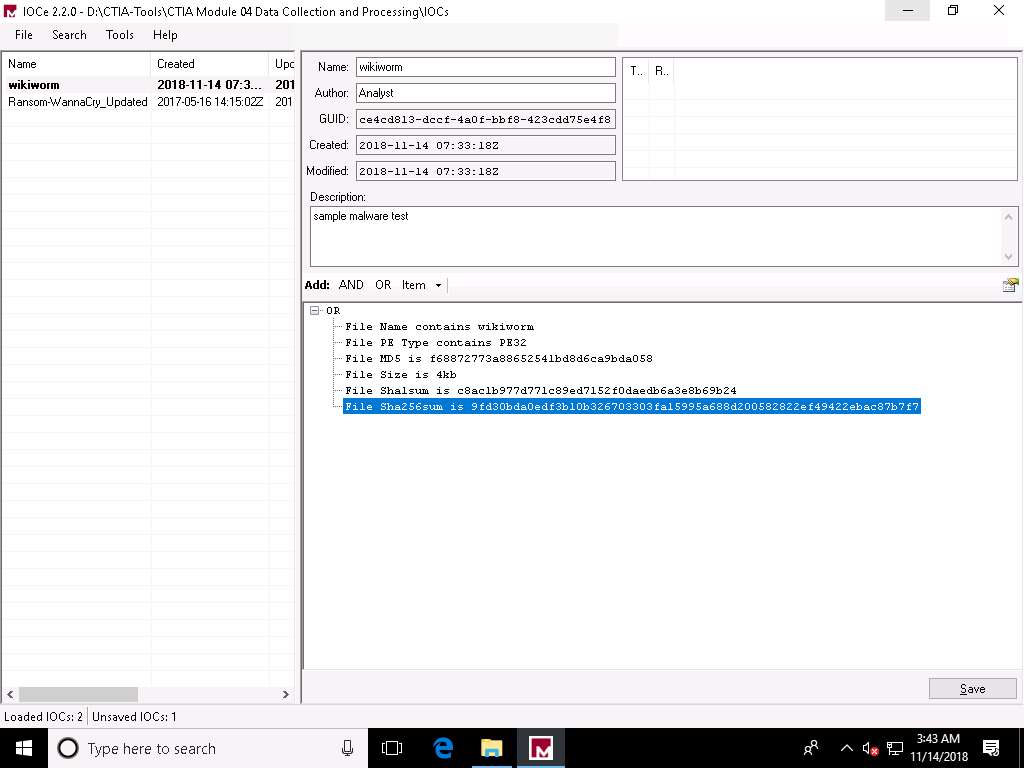 IOCe 2.2.0 - D:\CTIA-Tools\CTIA Module 04 Data Collection and Processing\IOCs
File Search Tools Help
Name Created Upd
wikiworm 2018-11-14 07:3... 201
Ransom-WannaCry_Updated 2017-05-16 14:15:02Z 201
Name: wikiworm
Author: Analyst
GUID: ce4cd813-dccf-4a0f-bbf8-423cdd75e4f8
Created: 2018-11-14 07:33:18Z
Modified: 2018-11-14 07:33:18Z
T.. R..
Description:
sample malware test
Add: AND OR Item
OR
File Name contains wikiworm
File PE Type contains PE32
File MD5 is f68872773a88652541bd8d6ca9bda058
File Size is 4kb
File Sha1sum is c8ac1b977d771c89ed7152f0daedb6a3e8b69b24
File Sha256sum is 9fd30bda0edf3b10b326703303fa15995a688d200582822ef49422ebac87b7f7
Save
Loaded IOCs: 2 Unsaved IOCs: 1
Type here to search
3:43 AM
11/14/2018